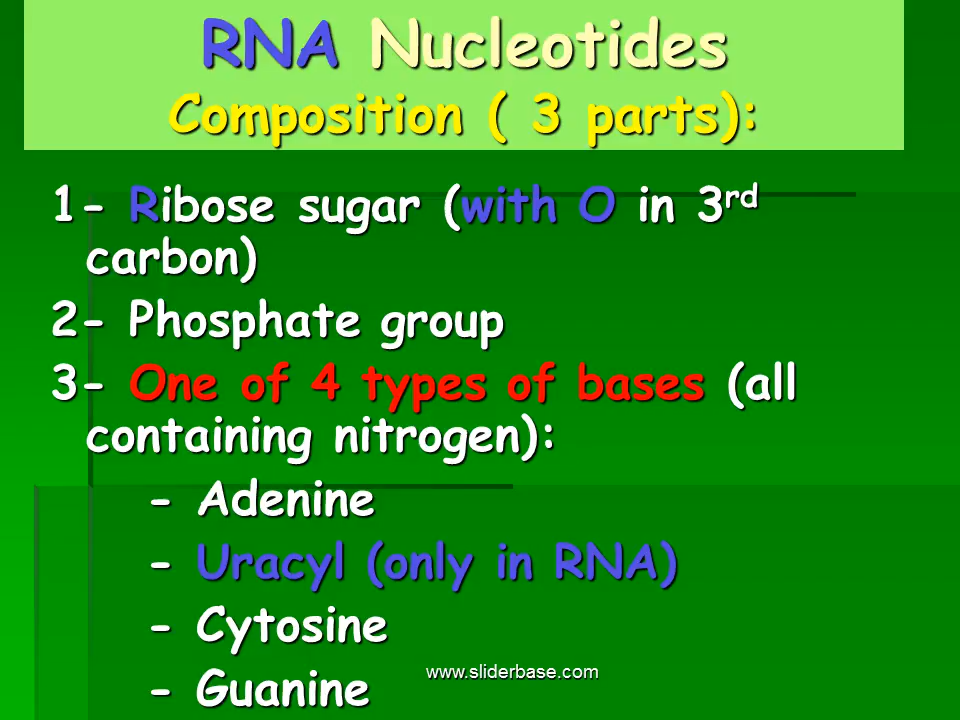 RNA Nucleotides
Composition ( 3 parts):
1- Ribose sugar (with O in 3rd
carbon)
2- Phosphate group
3- One of 4 types of bases (all
containing nitrogen):
- Adenine
- Uracyl (only in RNA)
- Cytosine
- Guanine
www.sliderbase.com